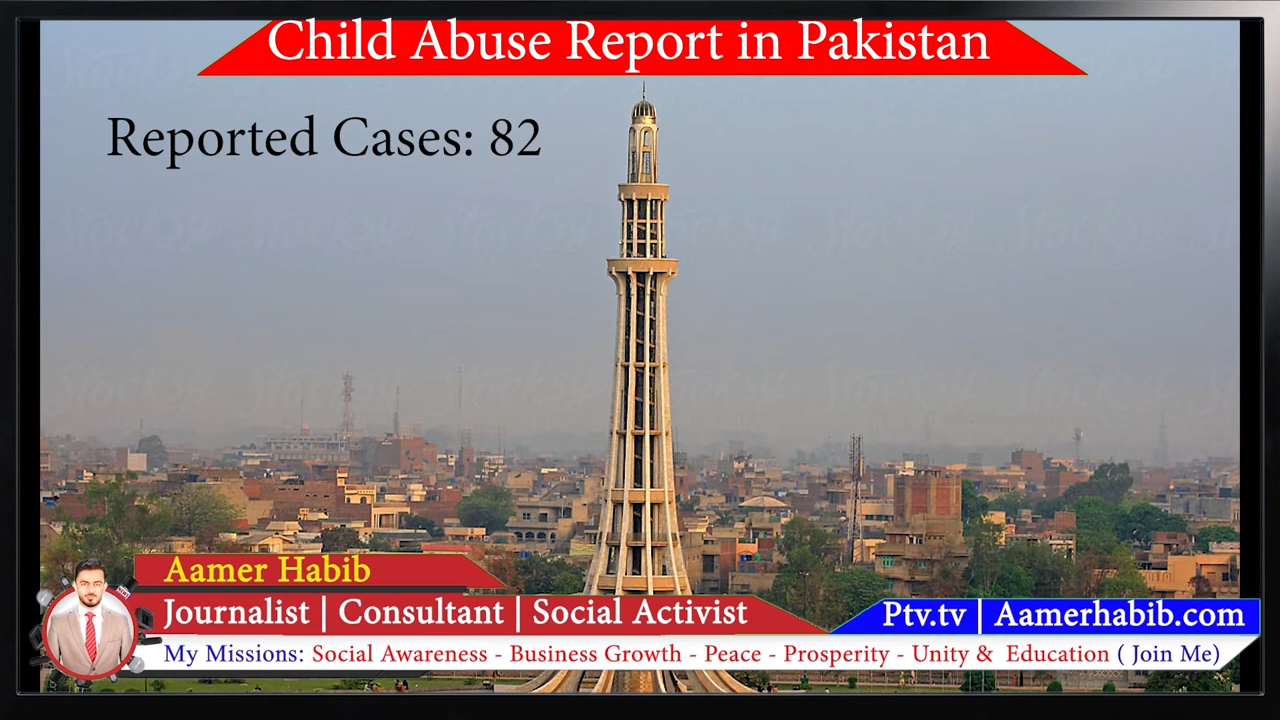 Child Abuse Report in Pakistan
Reported Cases: 82
Aamer Habib
Journalist | Consultant | Social Activist
Ptv.tv | Aamerhabib.com
My Missions: Social Awareness - Business Growth - Peace - Prosperity - Unity & Education ( Join Me)